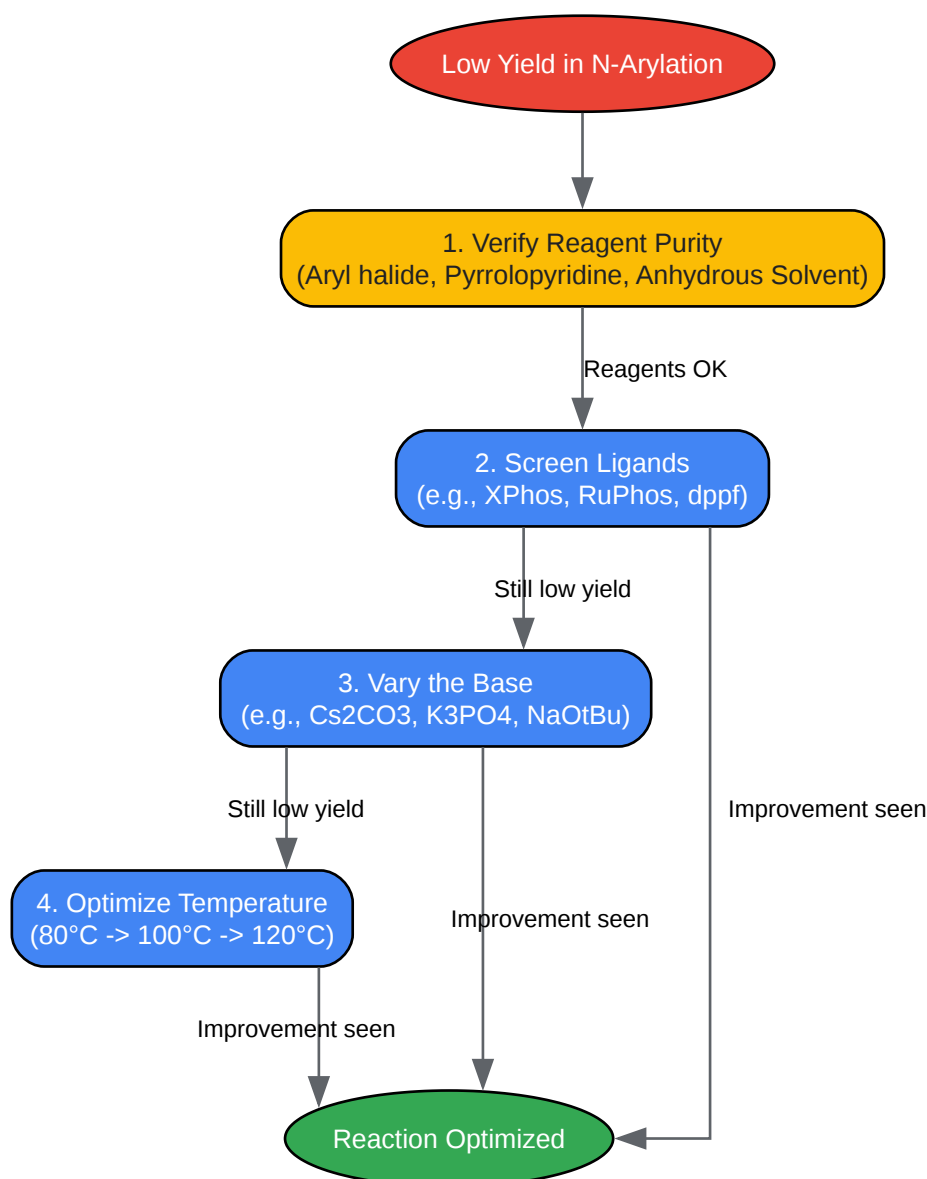 Low Yield in N-Arylation
1. Verify Reagent Purity
(Aryl halide, Pyrrolopyridine, Anhydrous Solvent)
Reagents OK
2. Screen Ligands
(e.g., XPhos, RuPhos, dppf)
Still low yield
3. Vary the Base
(e.g., Cs2CO3, K3PO4, NaOtBu)
Still low yield
Improvement seen
4. Optimize Temperature
(80°C -> 100°C -> 120°C)
Improvement seen
Improvement seen
Reaction Optimized